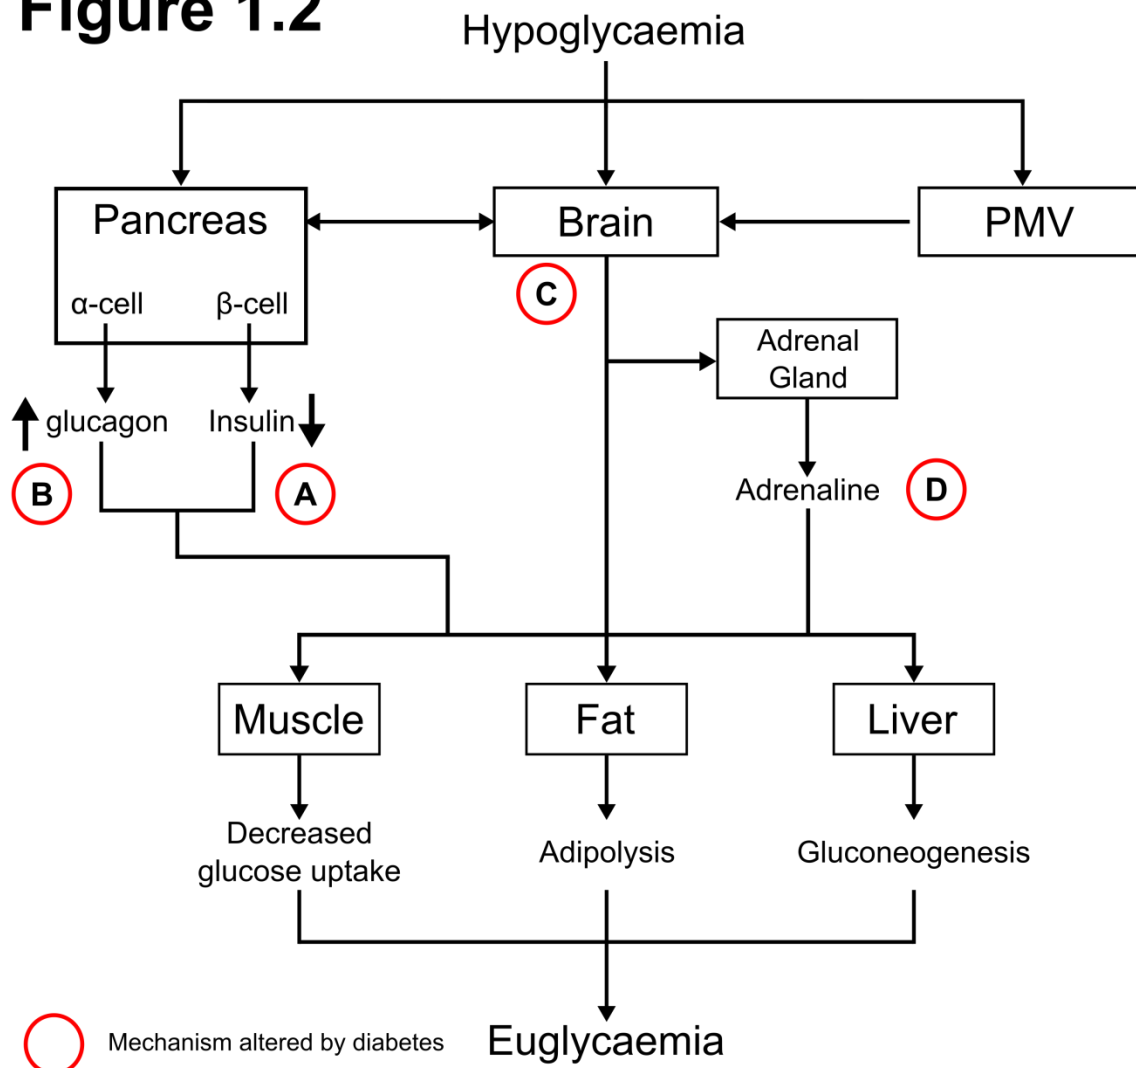 Figure 1.2
Hypoglycaemia
Pancreas
Brain
PMV
α-cell
β-cell
C
Adrenal
Gland
glucagon
Insulin
B
A
Adrenaline
D
Muscle
Fat
Liver
Decreased
glucose uptake
Adipolysis
Gluconeogenesis
Mechanism altered by diabetes
Euglycaemia